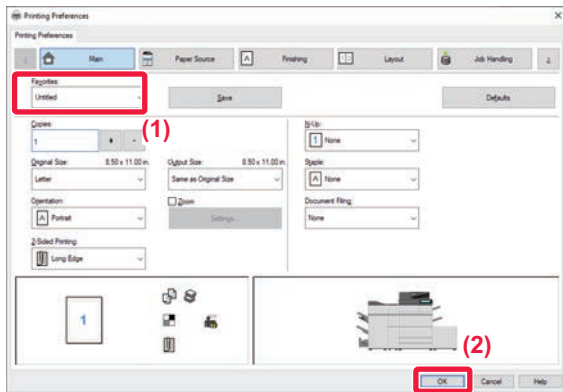 Printing Preferences
Printing Preferences
Main Paper Source Finishing Layout Job Handling
Favorites:
Untitled Save Defaults
(1)
Copies: N-Up:
1 + - 1 None
Original Size: 8.50 x 11.00 in. Output Size: 8.50 x 11.00 in. Staple:
Letter Same as Original Size A None
Orientation: Zoom Document Filing:
A Portrait Settings... None
2-Sided Printing:
Long Edge
1
(2)
OK Cancel Help